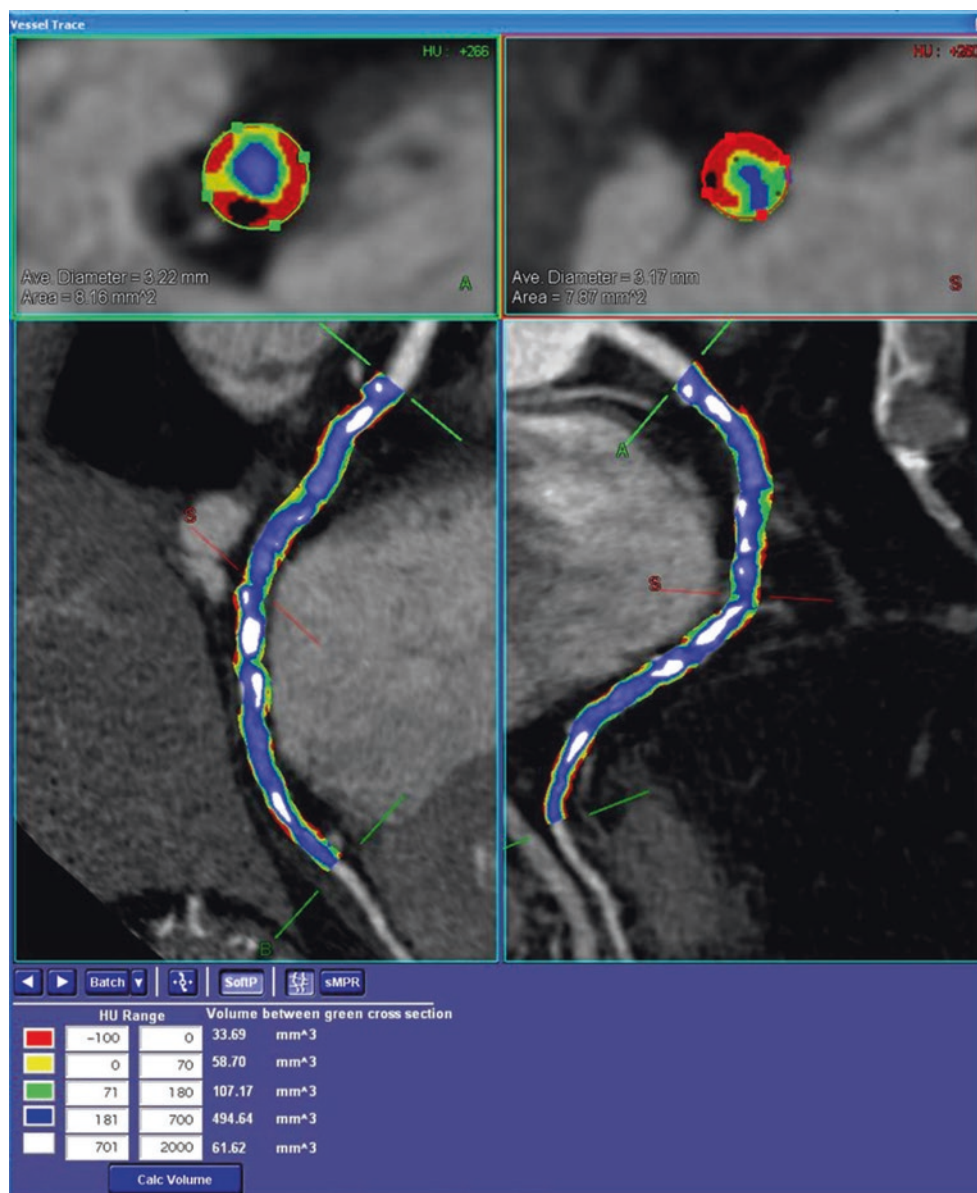 Vessel Trace
HU : +266
Ave. Diameter = 3.22 mm
Area = 8.16 mm^2
A
HU : +260
Ave. Diameter = 3.17 mm
Area = 7.87 mm^2
S
S
B
A
S
Batch
SoftP
sMPR
HU Range Volume between green cross section
-100 0 33.69 mm^3
0 70 58.70 mm^3
71 180 107.17 mm^3
181 700 494.64 mm^3
701 2000 61.62 mm^3
Calc Volume